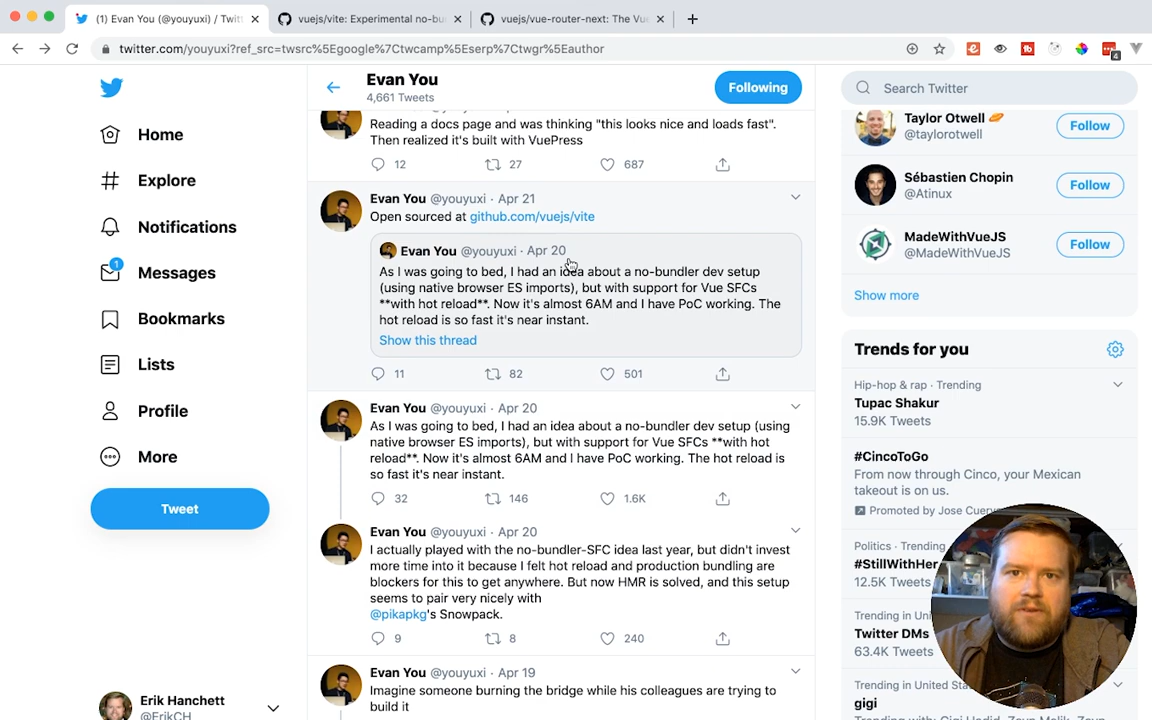 (1) Evan You (@youyuxi) / Twitt
vuejs/vite: Experimental no-bu
vuejs/vue-router-next: The Vu
twitter.com/youyuxi?ref_src=twsrc%5Egoogle%7Ctwcamp%5Eserp%7Ctwgr%5Eauthor
4
Home
Explore
Notifications
1
Messages
Bookmarks
Lists
Profile
More
Tweet
Erik Hanchett
@ErikCH
Evan You
4,661 Tweets
Following
Reading a docs page and was thinking "this looks nice and loads fast".
Then realized it's built with VuePress
12 27 687
Evan You @youyuxi · Apr 21
Open sourced at github.com/vuejs/vite
Evan You @youyuxi · Apr 20
As I was going to bed, I had an idea about a no-bundler dev setup
(using native browser ES imports), but with support for Vue SFCs
**with hot reload**. Now it's almost 6AM and I have PoC working. The
hot reload is so fast it's near instant.
Show this thread
11 82 501
Evan You @youyuxi · Apr 20
As I was going to bed, I had an idea about a no-bundler dev setup (using
native browser ES imports), but with support for Vue SFCs **with hot
reload**. Now it's almost 6AM and I have PoC working. The hot reload is
so fast it's near instant.
32 146 1.6K
Evan You @youyuxi · Apr 20
I actually played with the no-bundler-SFC idea last year, but didn't invest
more time into it because I felt hot reload and production bundling are
blockers for this to get anywhere. But now HMR is solved, and this setup
seems to pair very nicely with
@pikapkg's Snowpack.
9 8 240
Evan You @youyuxi · Apr 19
Imagine someone burning the bridge while his colleagues are trying to
build it
Search Twitter
Taylor Otwell
@taylorotwell
Follow
Sébastien Chopin
@Atinux
Follow
MadeWithVueJS
@MadeWithVueJS
Follow
Show more
Trends for you
Hip-hop & rap · Trending
Tupac Shakur
15.9K Tweets
#CincoToGo
From now through Cinco, your Mexican
takeout is on us.
Promoted by Jose Cuerv
Politics · Trending
#StillWithHer
12.5K Tweets
Trending in Uni
Twitter DMs
63.4K Tweets
Trending in United Sta
gigi